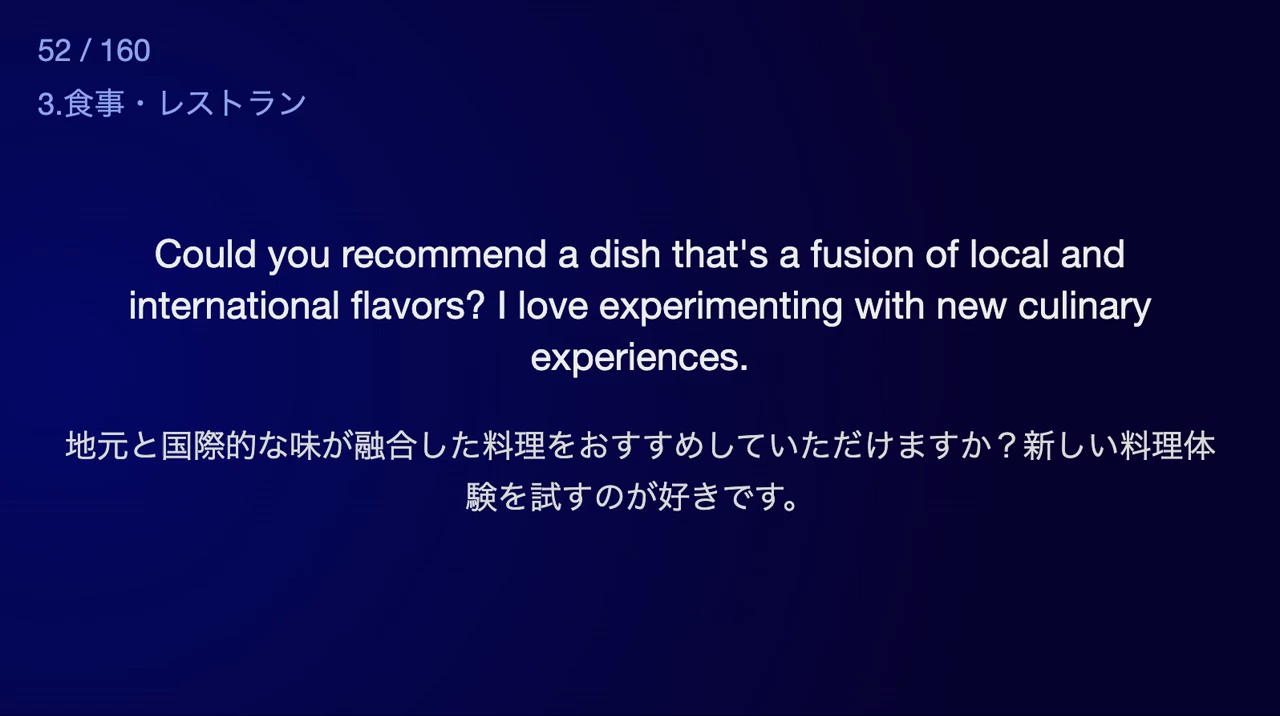 52 / 160
3.食事・レストラン
Could you recommend a dish that's a fusion of local and
international flavors? I love experimenting with new culinary
experiences.
地元と国際的な味が融合した料理をおすすめしていただけますか？新しい料理体
験を試すのが好きです。